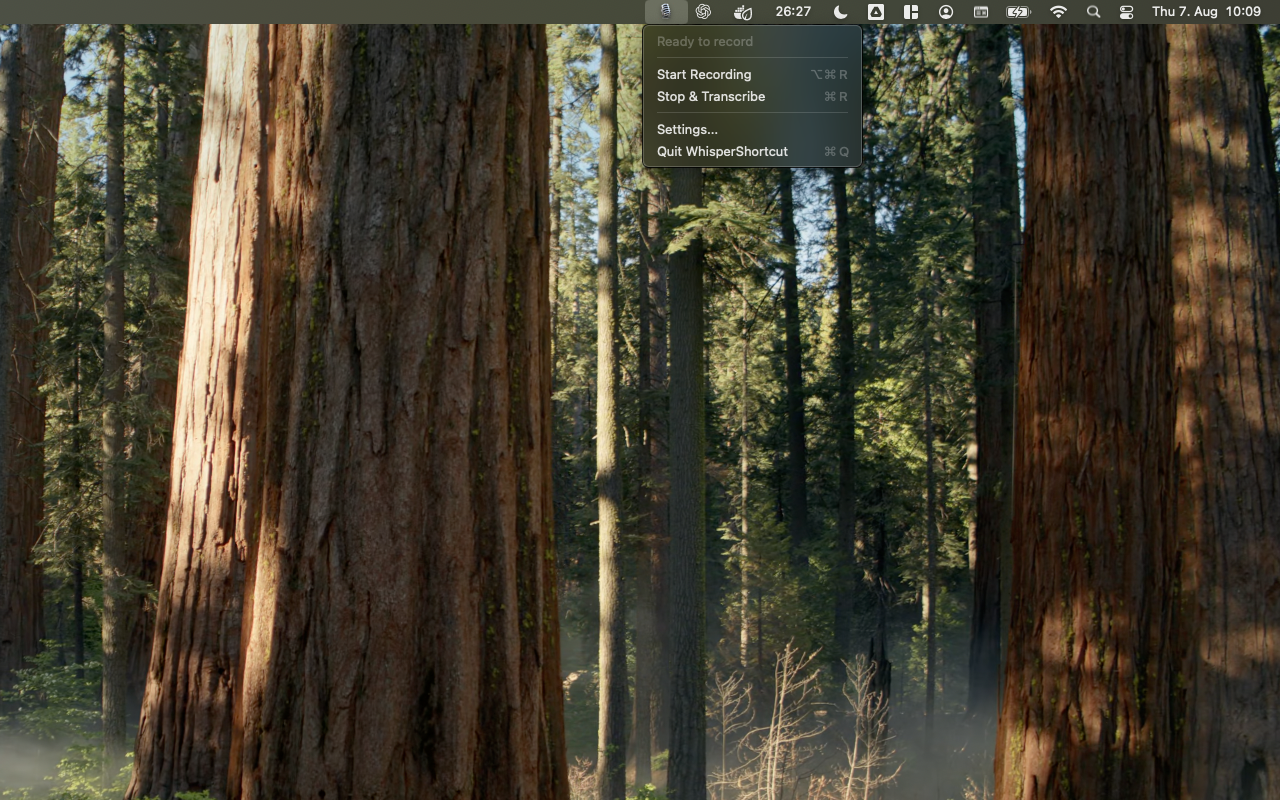 26:27
Thu 7. Aug 10:09
Ready to record
Start Recording ⌥⌘R
Stop & Transcribe ⌘R
Settings...
Quit WhisperShortcut ⌘Q